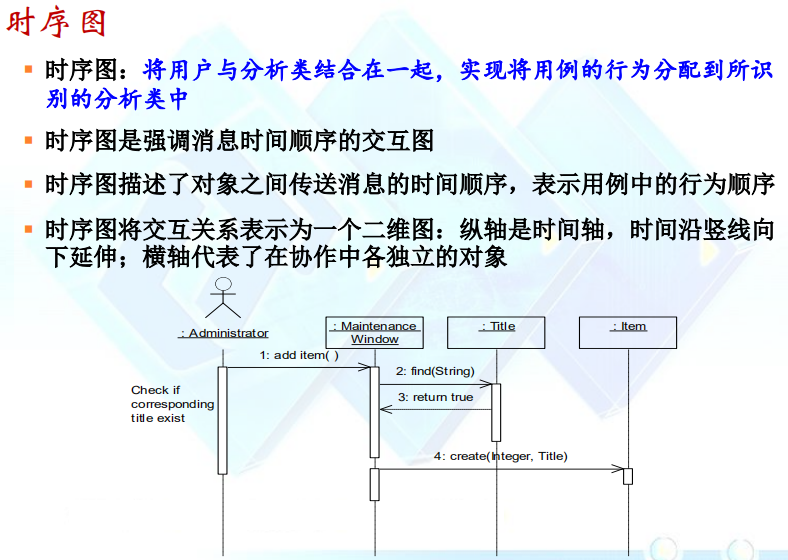 时序图
时序图：将用户与分析类结合在一起，实现将用例的行为分配到所识
别的分析类中
时序图是强调消息时间顺序的交互图
时序图描述了对象之间传送消息的时间顺序，表示用例中的行为顺序
时序图将交互关系表示为一个二维图：纵轴是时间轴，时间沿竖线向
下延伸；横轴代表了在协作中各独立的对象
: Administrator
: Maintenance
Window
: Title
: Item
1: add item( )
2: find(String)
Check if
corresponding
title exist
3: return true
4: create(Integer, Title)